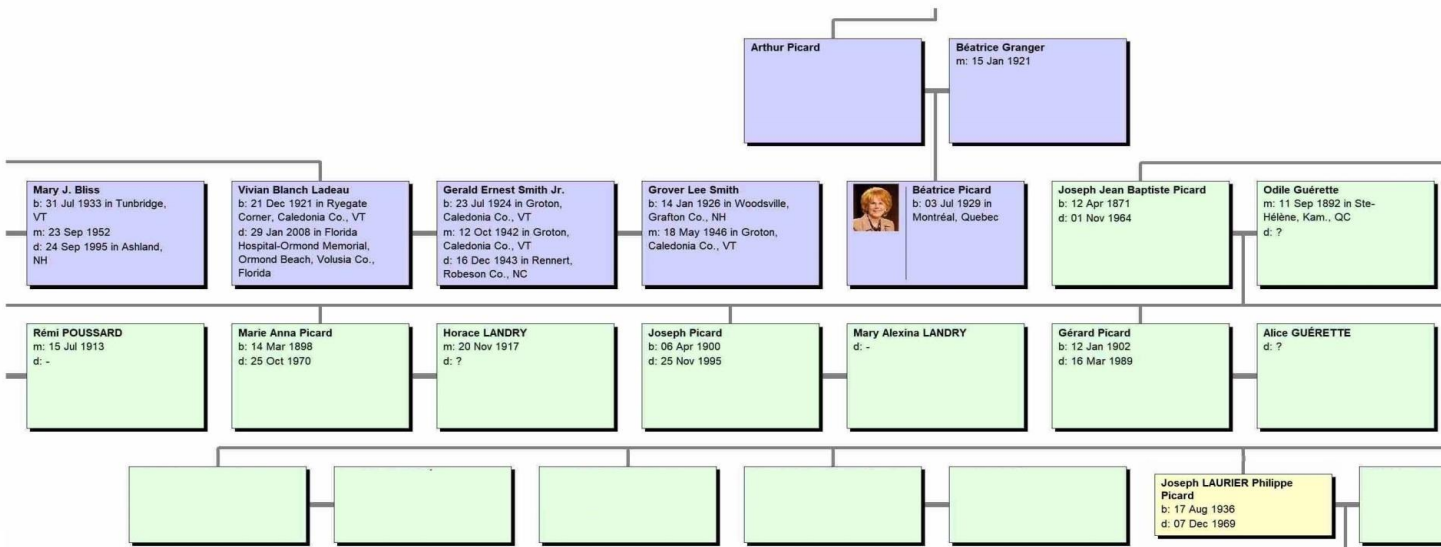 Arthur Picard
Béatrice Granger
m: 15 Jan 1921
Mary J. Bliss
b: 31 Jul 1933 in Tunbridge,
VT
m: 23 Sep 1952
d: 24 Sep 1995 in Ashland,
NH
Vivian Blanch Ladeau
b: 21 Dec 1921 in Ryegate
Corner, Caledonia Co., VT
d: 29 Jan 2008 in Florida
Hospital-Ormond Memorial,
Ormond Beach, Volusia Co.,
Florida
Gerald Ernest Smith Jr.
b: 23 Jul 1924 in Groton,
Caledonia Co., VT
m: 12 Oct 1942 in Groton,
Caledonia Co., VT
d: 16 Dec 1943 in Rennert,
Robeson Co., NC
Grover Lee Smith
b: 14 Jan 1926 in Woodsville,
Grafton Co., NH
m: 18 May 1946 in Groton,
Caledonia Co., VT
Béatrice Picard
b: 03 Jul 1929 in
Montréal, Quebec
Joseph Jean Baptiste Picard
b: 12 Apr 1871
d: 01 Nov 1964
Odile Guérette
m: 11 Sep 1892 in Ste-
Hélène, Kam., QC
d: ?
Rémi POUSSARD
m: 15 Jul 1913
d: -
Marie Anna Picard
b: 14 Mar 1898
d: 25 Oct 1970
Horace LANDRY
m: 20 Nov 1917
d: ?
Joseph Picard
b: 06 Apr 1900
d: 25 Nov 1995
Mary Alexina LANDRY
d: -
Gérard Picard
b: 12 Jan 1902
d: 16 Mar 1989
Alice GUÉRETTE
d: ?
Joseph LAURIER Philippe
Picard
b: 17 Aug 1936
d: 07 Dec 1969